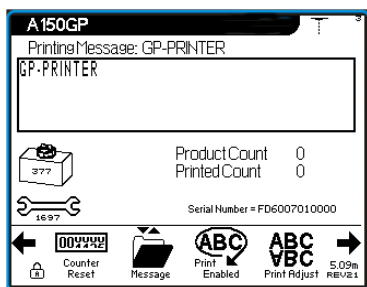 A150GP
3
Printing Message: GP-PRINTER
GP-PRINTER
377
Product Count 0
Printed Count 0
1697
Serial Number = FD6007010000
Counter Reset
Message
ABC
Print Enabled
ABC
ABC
Print Adjust
5.09m
REV21